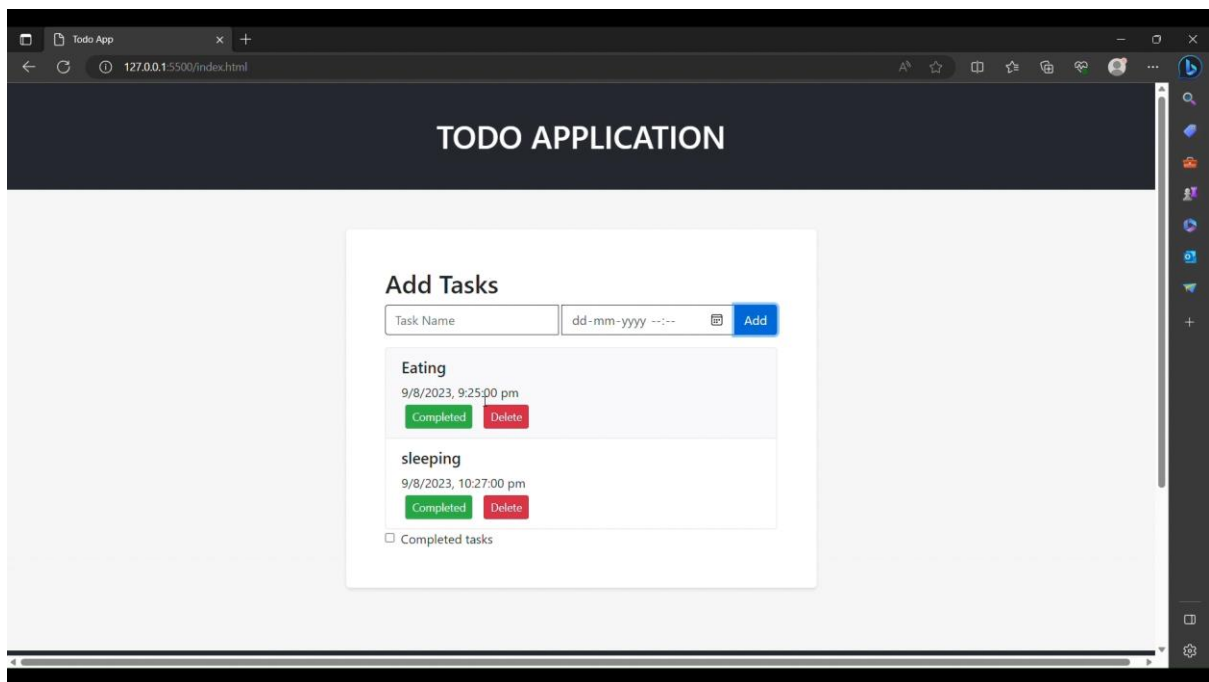 Todo App
127.0.0.1:5500/index.html
TODO APPLICATION
Add Tasks
Task Name
dd-mm-yyyy --:--
Add
Eating
9/8/2023, 9:25:00 pm
Completed Delete
sleeping
9/8/2023, 10:27:00 pm
Completed Delete
Completed tasks